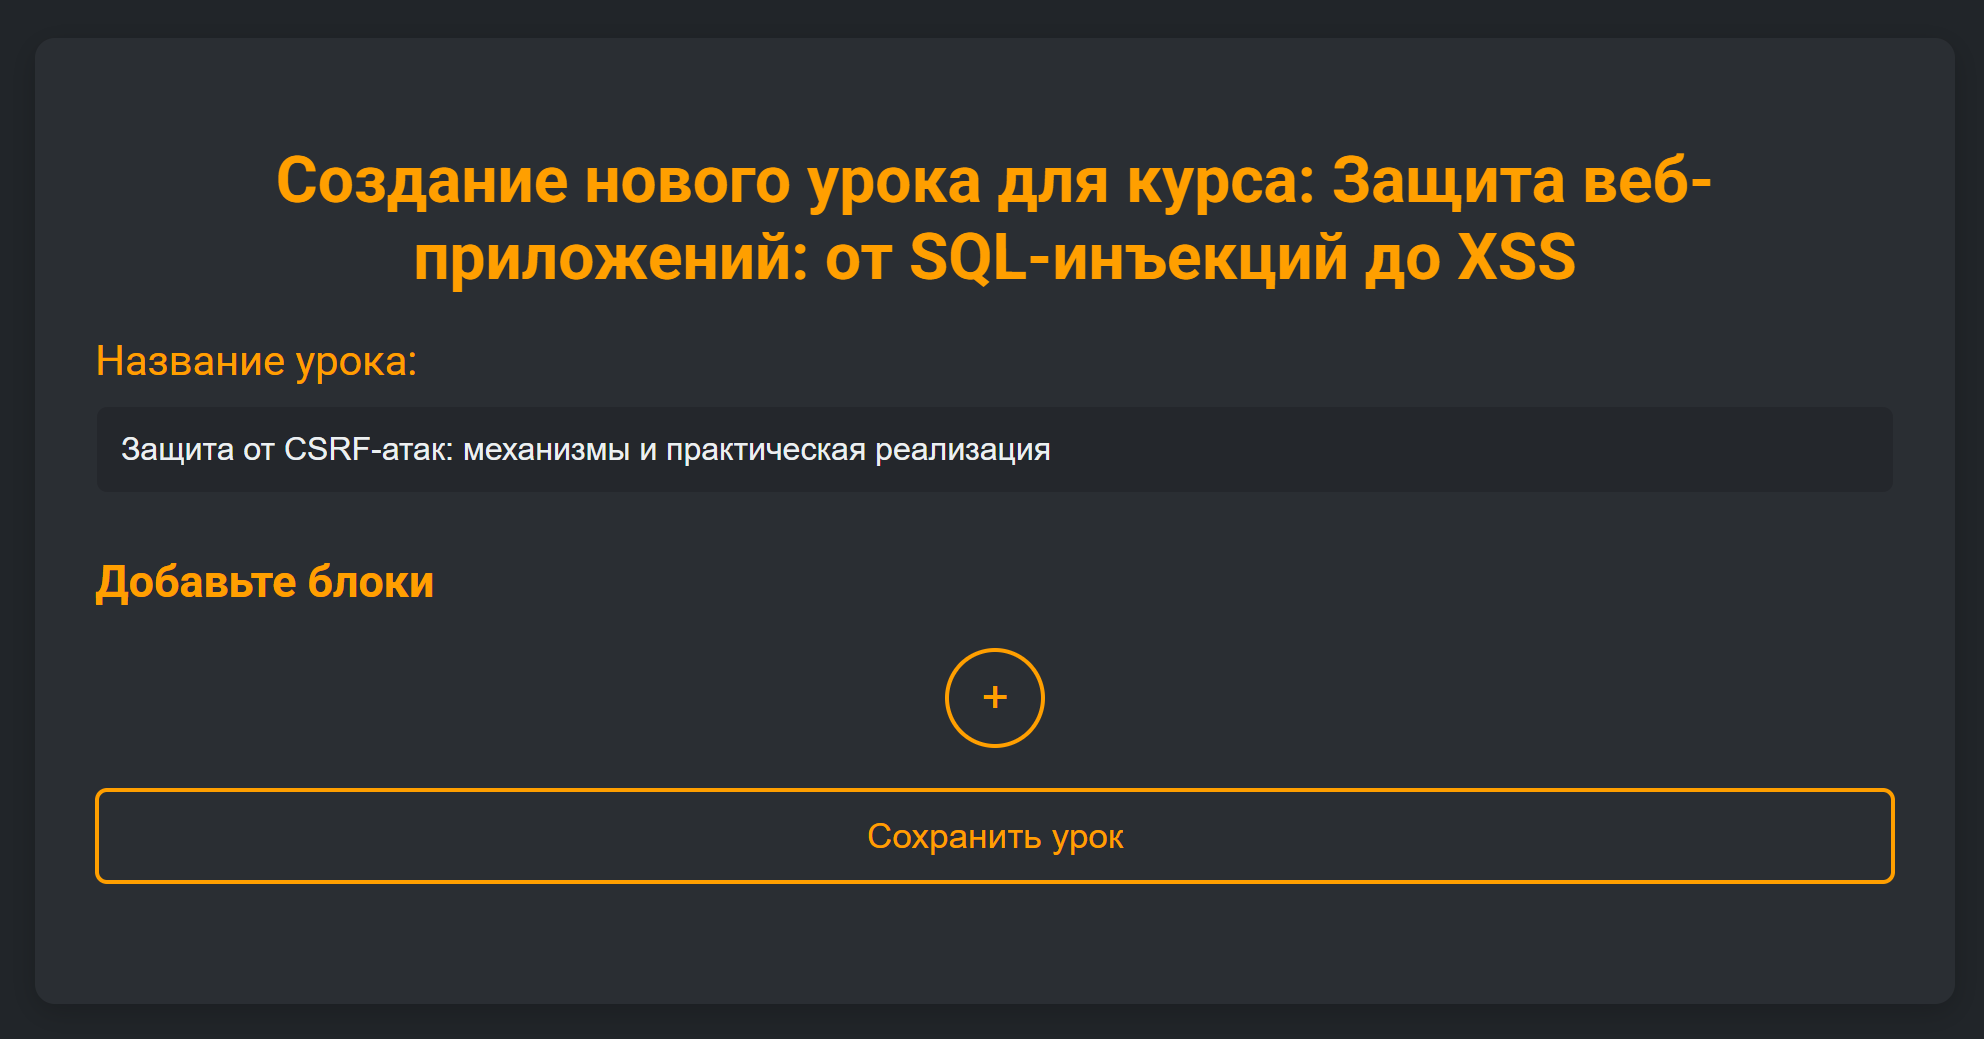 Создание нового урока для курса: Защита веб-
приложений: от SQL-инъекций до XSS
Название урока:
Защита от CSRF-атак: механизмы и практическая реализация
Добавьте блоки
+
Сохранить урок